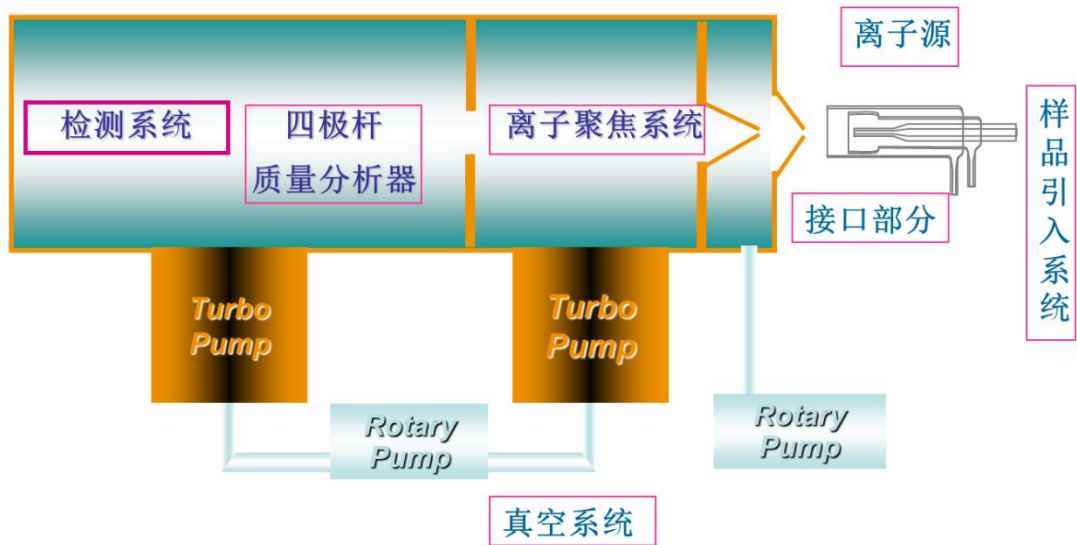 离子源
检测系统
四极杆
质量分析器
离子聚焦系统
接口部分
样品引入系统
Turbo
Pump
Turbo
Pump
Rotary
Pump
Rotary
Pump
真空系统